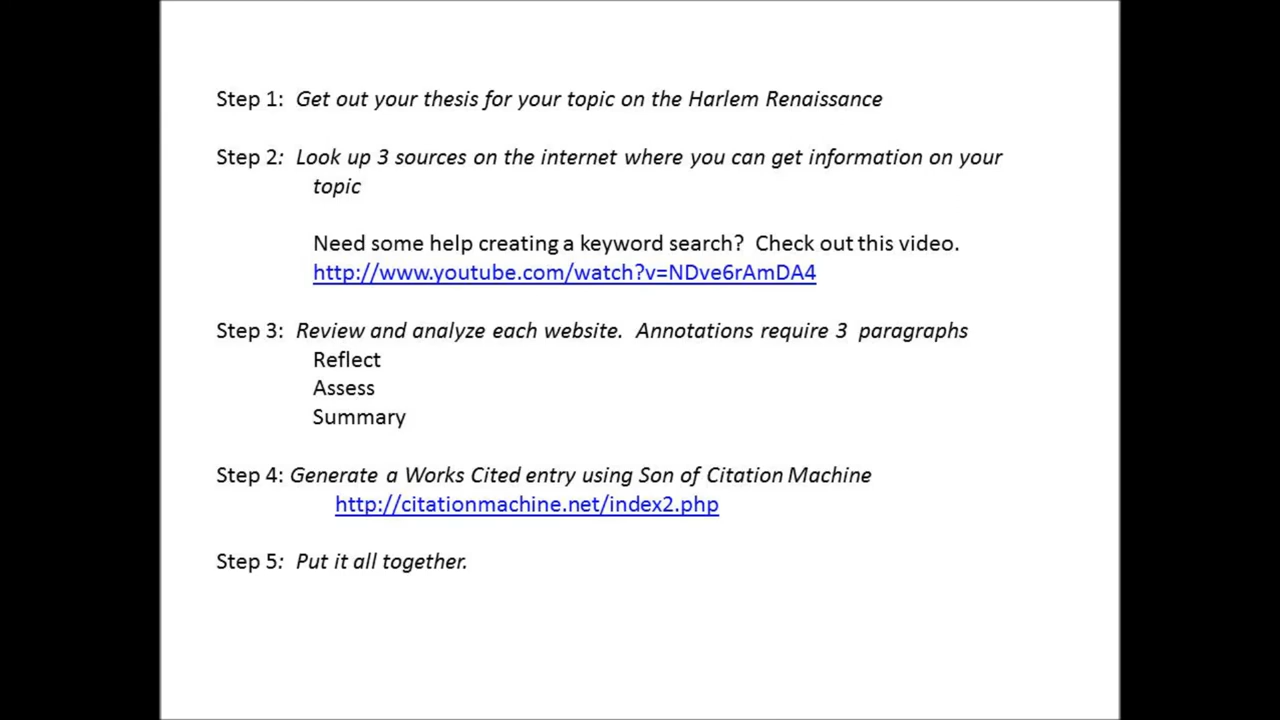 Step 1: Get out your thesis for your topic on the Harlem Renaissance
Step 2: Look up 3 sources on the internet where you can get information on your
topic
Need some help creating a keyword search? Check out this video.
http://www.youtube.com/watch?v=NDve6rAmDA4
Step 3: Review and analyze each website. Annotations require 3 paragraphs
Reflect
Assess
Summary
Step 4: Generate a Works Cited entry using Son of Citation Machine
http://citationmachine.net/index2.php
Step 5: Put it all together.